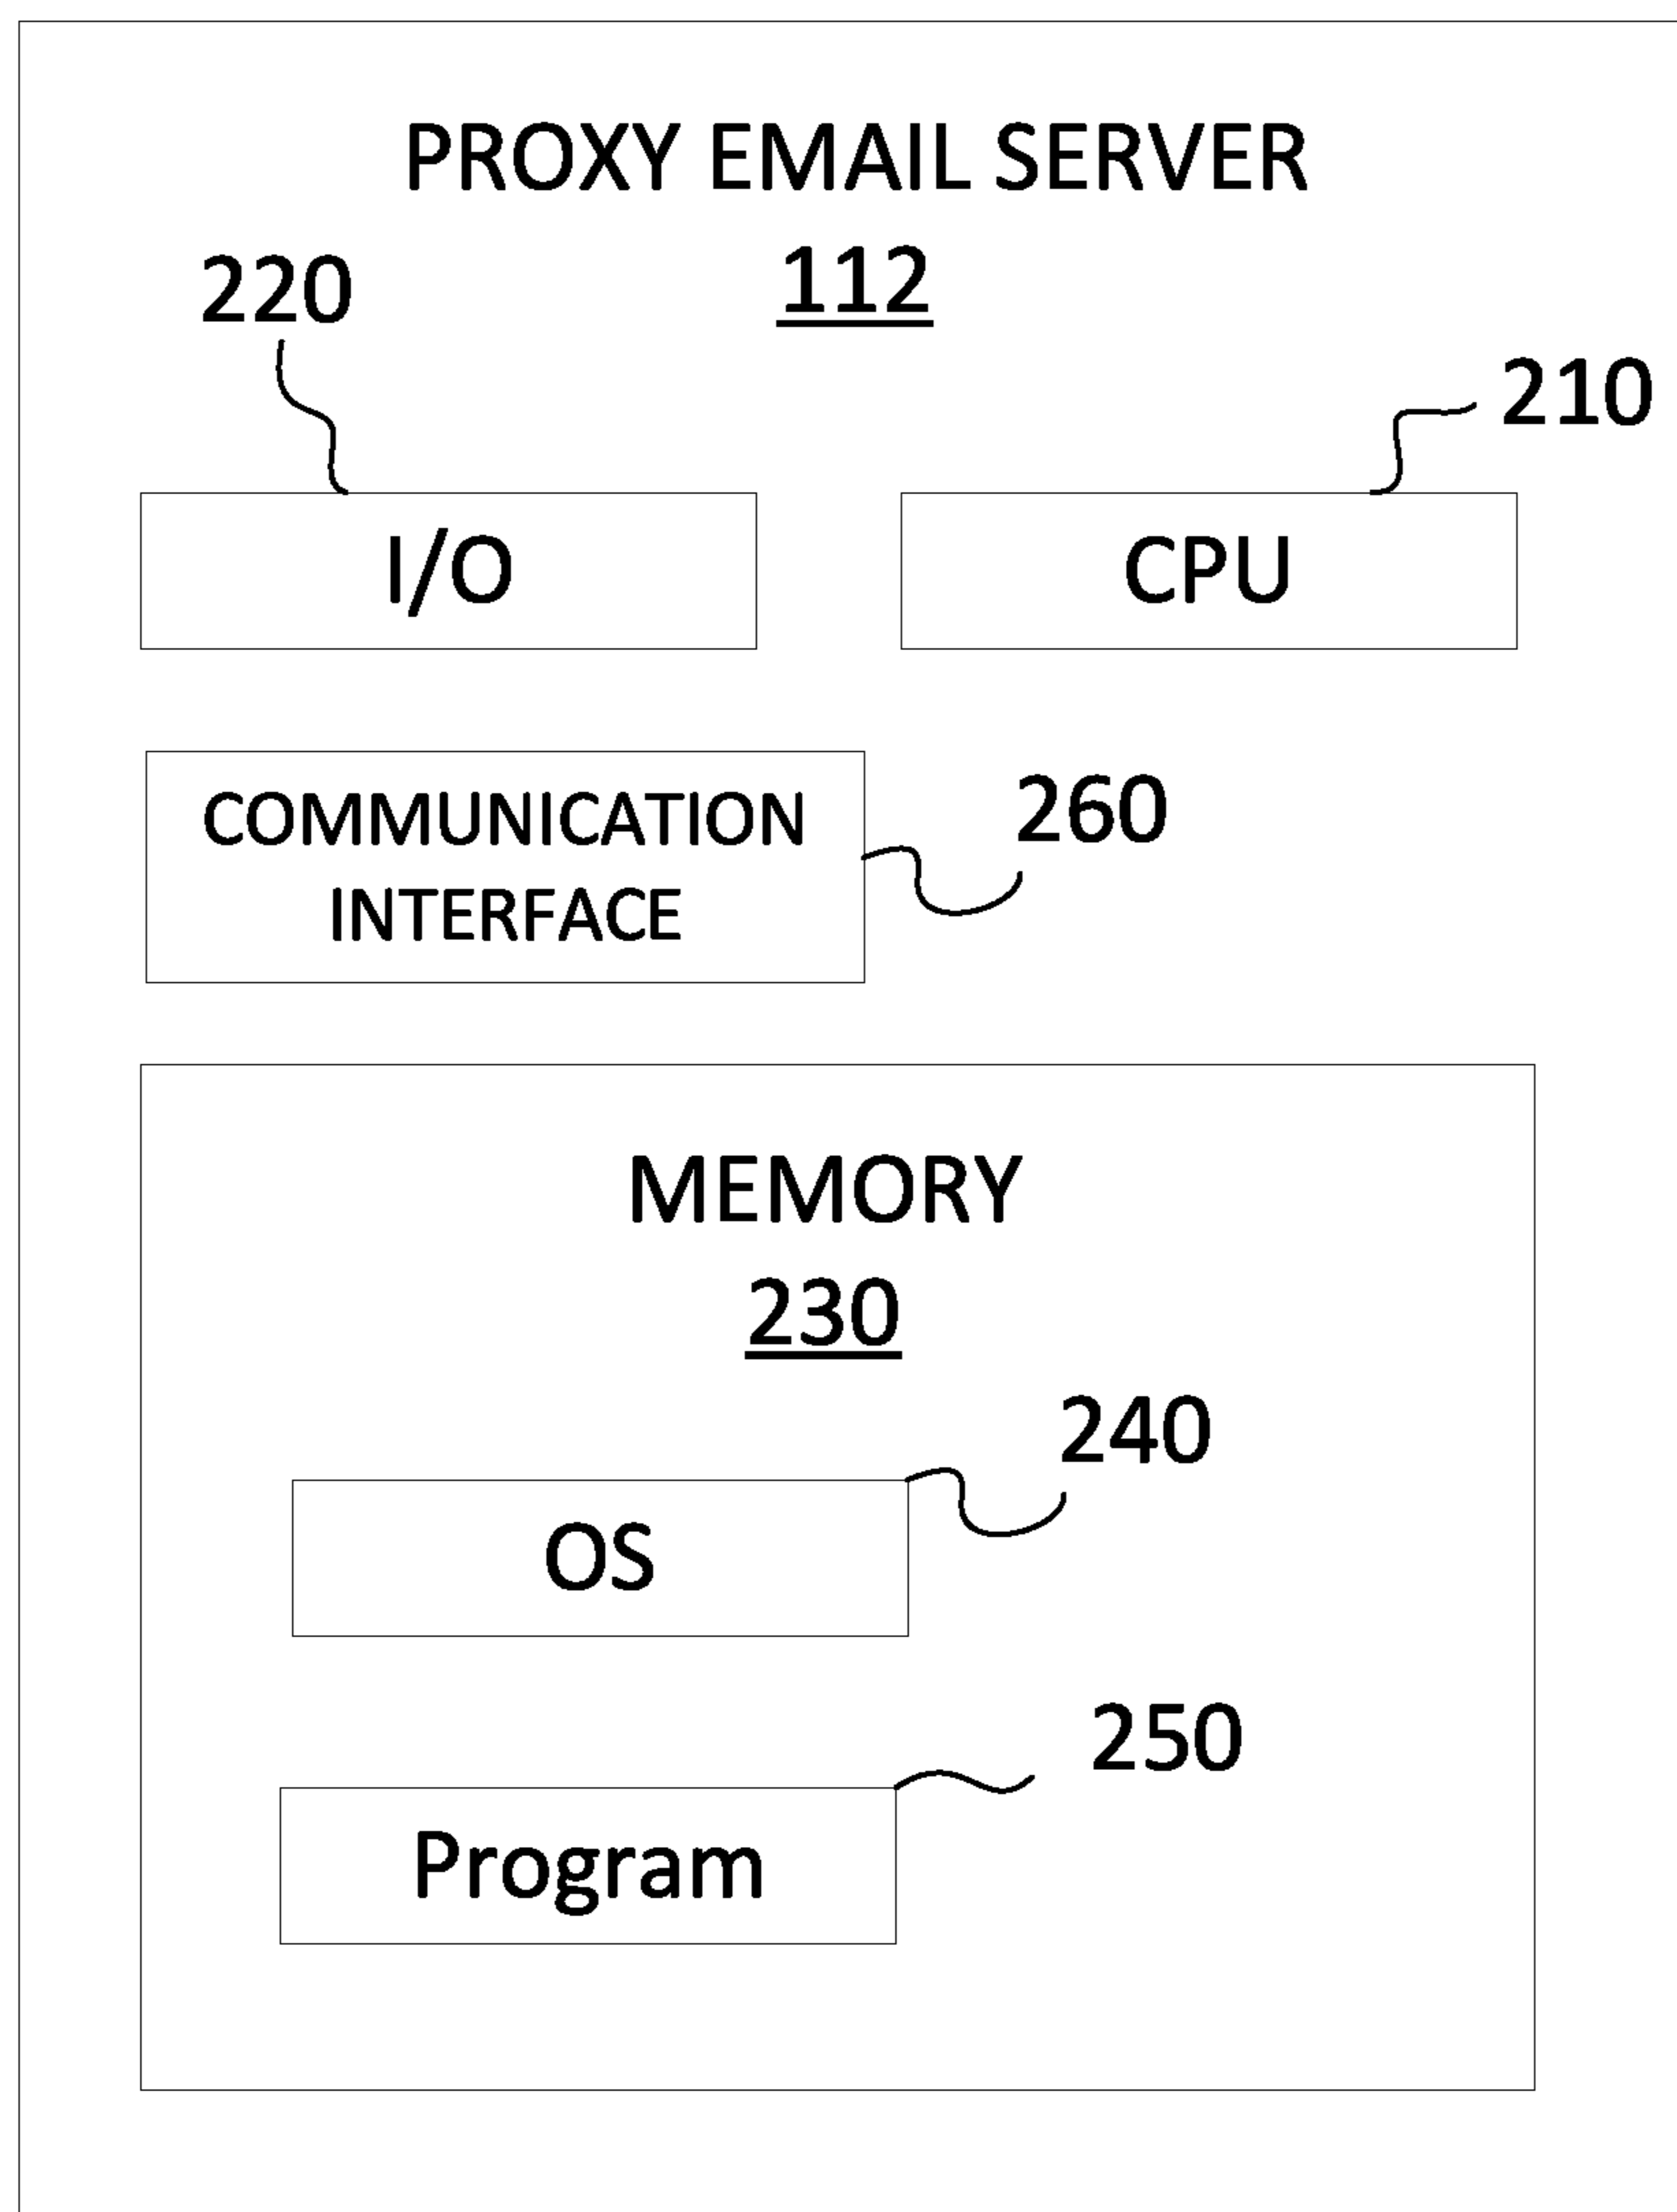 PROXY EMAIL SERVER
112
220
210
I/O
CPU
COMMUNICATION
INTERFACE
260
MEMORY
230
240
OS
250
Program